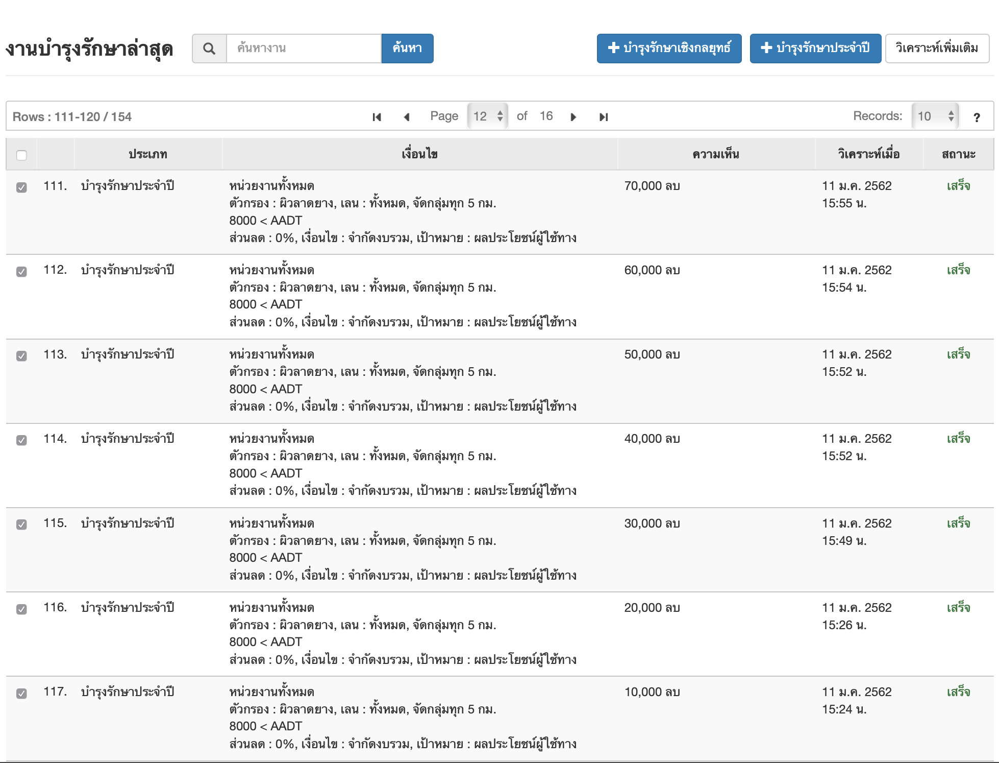 งานบำรุงรักษาล่าสุด ค้นหางาน ค้นหา บำรุงรักษาเชิงกลยุทธ์ บำรุงรักษาประจำปี วิเคราะห์เพิ่มเติม
Rows : 111-120 / 154 Page 12 of 16 Records: 10 ?
ประเภท เงื่อนไข ความเห็น วิเคราะห์เมื่อ สถานะ
111. บำรุงรักษาประจำปี หน่วยงานทั้งหมด 70,000 ลบ 11 ม.ค. 2562 เสร็จ
ตัวกรอง : ผิวลาดยาง, เลน : ทั้งหมด, จัดกลุ่มทุก 5 กม. 15:55 น.
8000 < AADT
ส่วนลด : 0%, เงื่อนไข : จำกัดงบรวม, เป้าหมาย : ผลประโยชน์ผู้ใช้ทาง
112. บำรุงรักษาประจำปี หน่วยงานทั้งหมด 60,000 ลบ 11 ม.ค. 2562 เสร็จ
ตัวกรอง : ผิวลาดยาง, เลน : ทั้งหมด, จัดกลุ่มทุก 5 กม. 15:54 น.
8000 < AADT
ส่วนลด : 0%, เงื่อนไข : จำกัดงบรวม, เป้าหมาย : ผลประโยชน์ผู้ใช้ทาง
113. บำรุงรักษาประจำปี หน่วยงานทั้งหมด 50,000 ลบ 11 ม.ค. 2562 เสร็จ
ตัวกรอง : ผิวลาดยาง, เลน : ทั้งหมด, จัดกลุ่มทุก 5 กม. 15:52 น.
8000 < AADT
ส่วนลด : 0%, เงื่อนไข : จำกัดงบรวม, เป้าหมาย : ผลประโยชน์ผู้ใช้ทาง
114. บำรุงรักษาประจำปี หน่วยงานทั้งหมด 40,000 ลบ 11 ม.ค. 2562 เสร็จ
ตัวกรอง : ผิวลาดยาง, เลน : ทั้งหมด, จัดกลุ่มทุก 5 กม. 15:52 น.
8000 < AADT
ส่วนลด : 0%, เงื่อนไข : จำกัดงบรวม, เป้าหมาย : ผลประโยชน์ผู้ใช้ทาง
115. บำรุงรักษาประจำปี หน่วยงานทั้งหมด 30,000 ลบ 11 ม.ค. 2562 เสร็จ
ตัวกรอง : ผิวลาดยาง, เลน : ทั้งหมด, จัดกลุ่มทุก 5 กม. 15:49 น.
8000 < AADT
ส่วนลด : 0%, เงื่อนไข : จำกัดงบรวม, เป้าหมาย : ผลประโยชน์ผู้ใช้ทาง
116. บำรุงรักษาประจำปี หน่วยงานทั้งหมด 20,000 ลบ 11 ม.ค. 2562 เสร็จ
ตัวกรอง : ผิวลาดยาง, เลน : ทั้งหมด, จัดกลุ่มทุก 5 กม. 15:26 น.
8000 < AADT
ส่วนลด : 0%, เงื่อนไข : จำกัดงบรวม, เป้าหมาย : ผลประโยชน์ผู้ใช้ทาง
117. บำรุงรักษาประจำปี หน่วยงานทั้งหมด 10,000 ลบ 11 ม.ค. 2562 เสร็จ
ตัวกรอง : ผิวลาดยาง, เลน : ทั้งหมด, จัดกลุ่มทุก 5 กม. 15:24 น.
8000 < AADT
ส่วนลด : 0%, เงื่อนไข : จำกัดงบรวม, เป้าหมาย : ผลประโยชน์ผู้ใช้ทาง